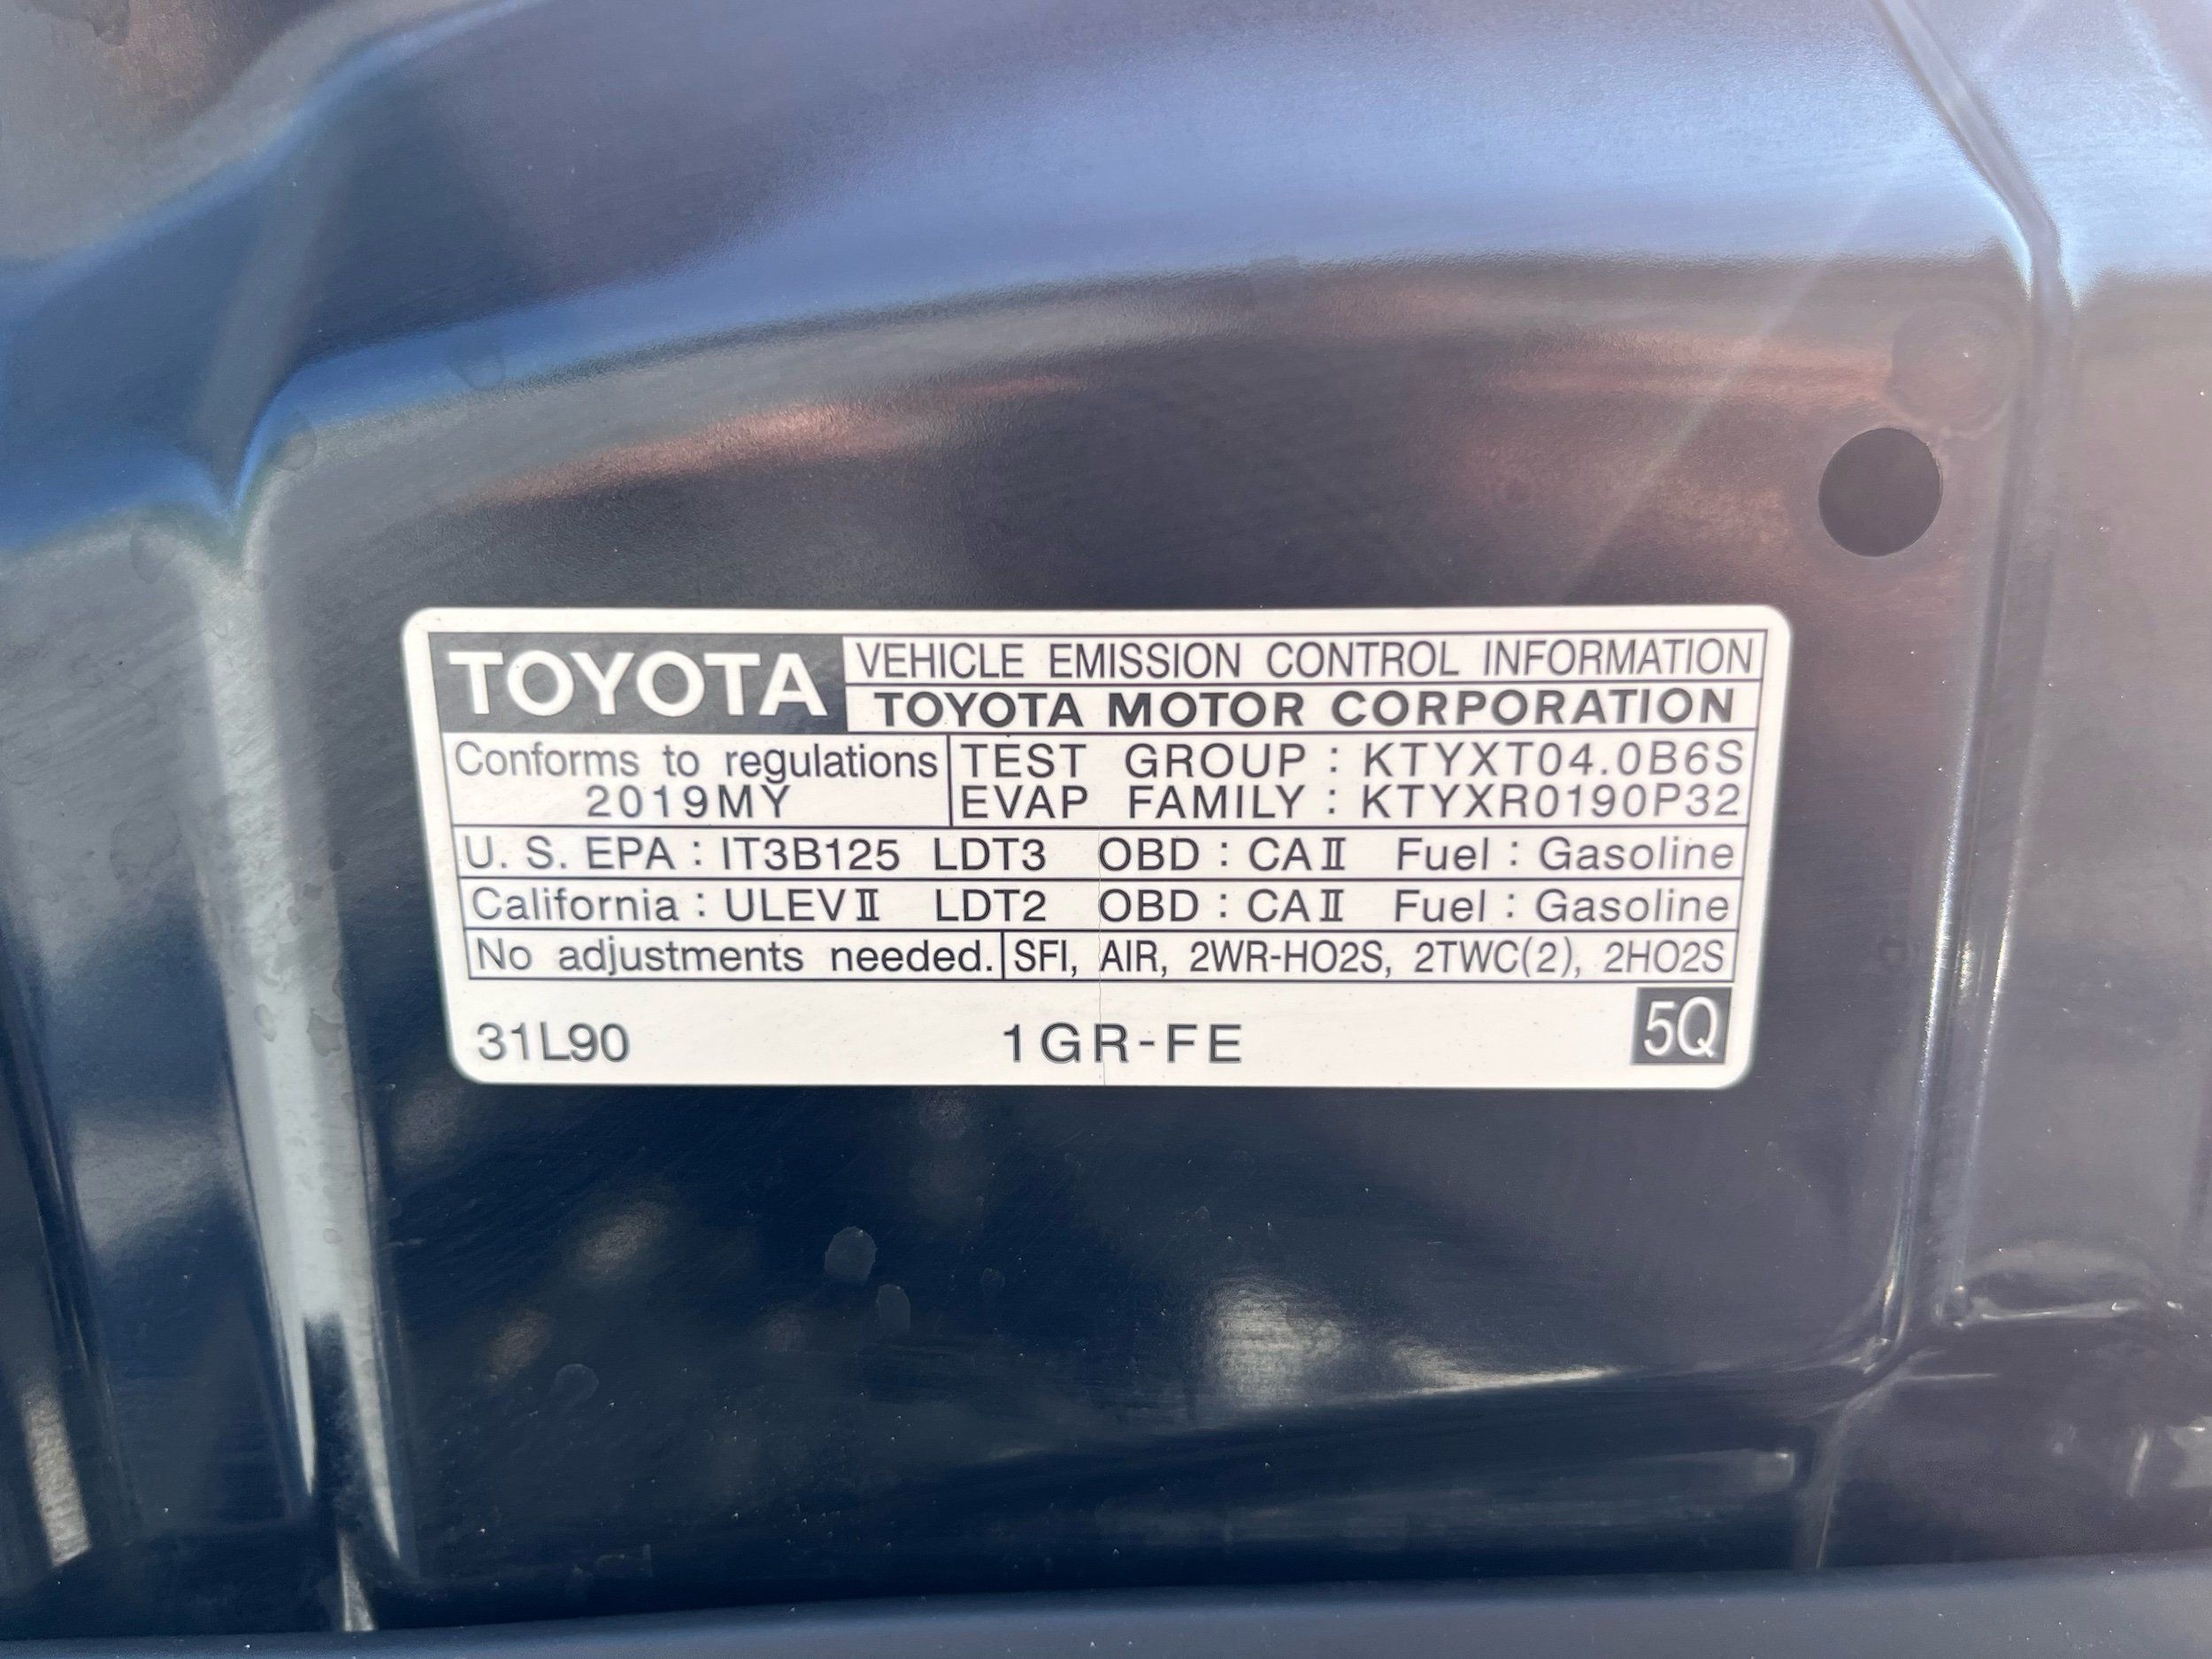 TOYOTA VEHICLE EMISSION CONTROL INFORMATION
TOYOTA MOTOR CORPORATION
Conforms to regulations TEST GROUP : KTYXT04.0B6S
2019MY EVAP FAMILY : KTYXR0190P32
U. S. EPA : IT3B125 LDT3 OBD : CAⅡ Fuel : Gasoline
California : ULEVⅡ LDT2 OBD : CAⅡ Fuel : Gasoline
No adjustments needed. SFI, AIR, 2WR-HO2S, 2TWC(2), 2HO2S
31L90 1GR-FE 5Q